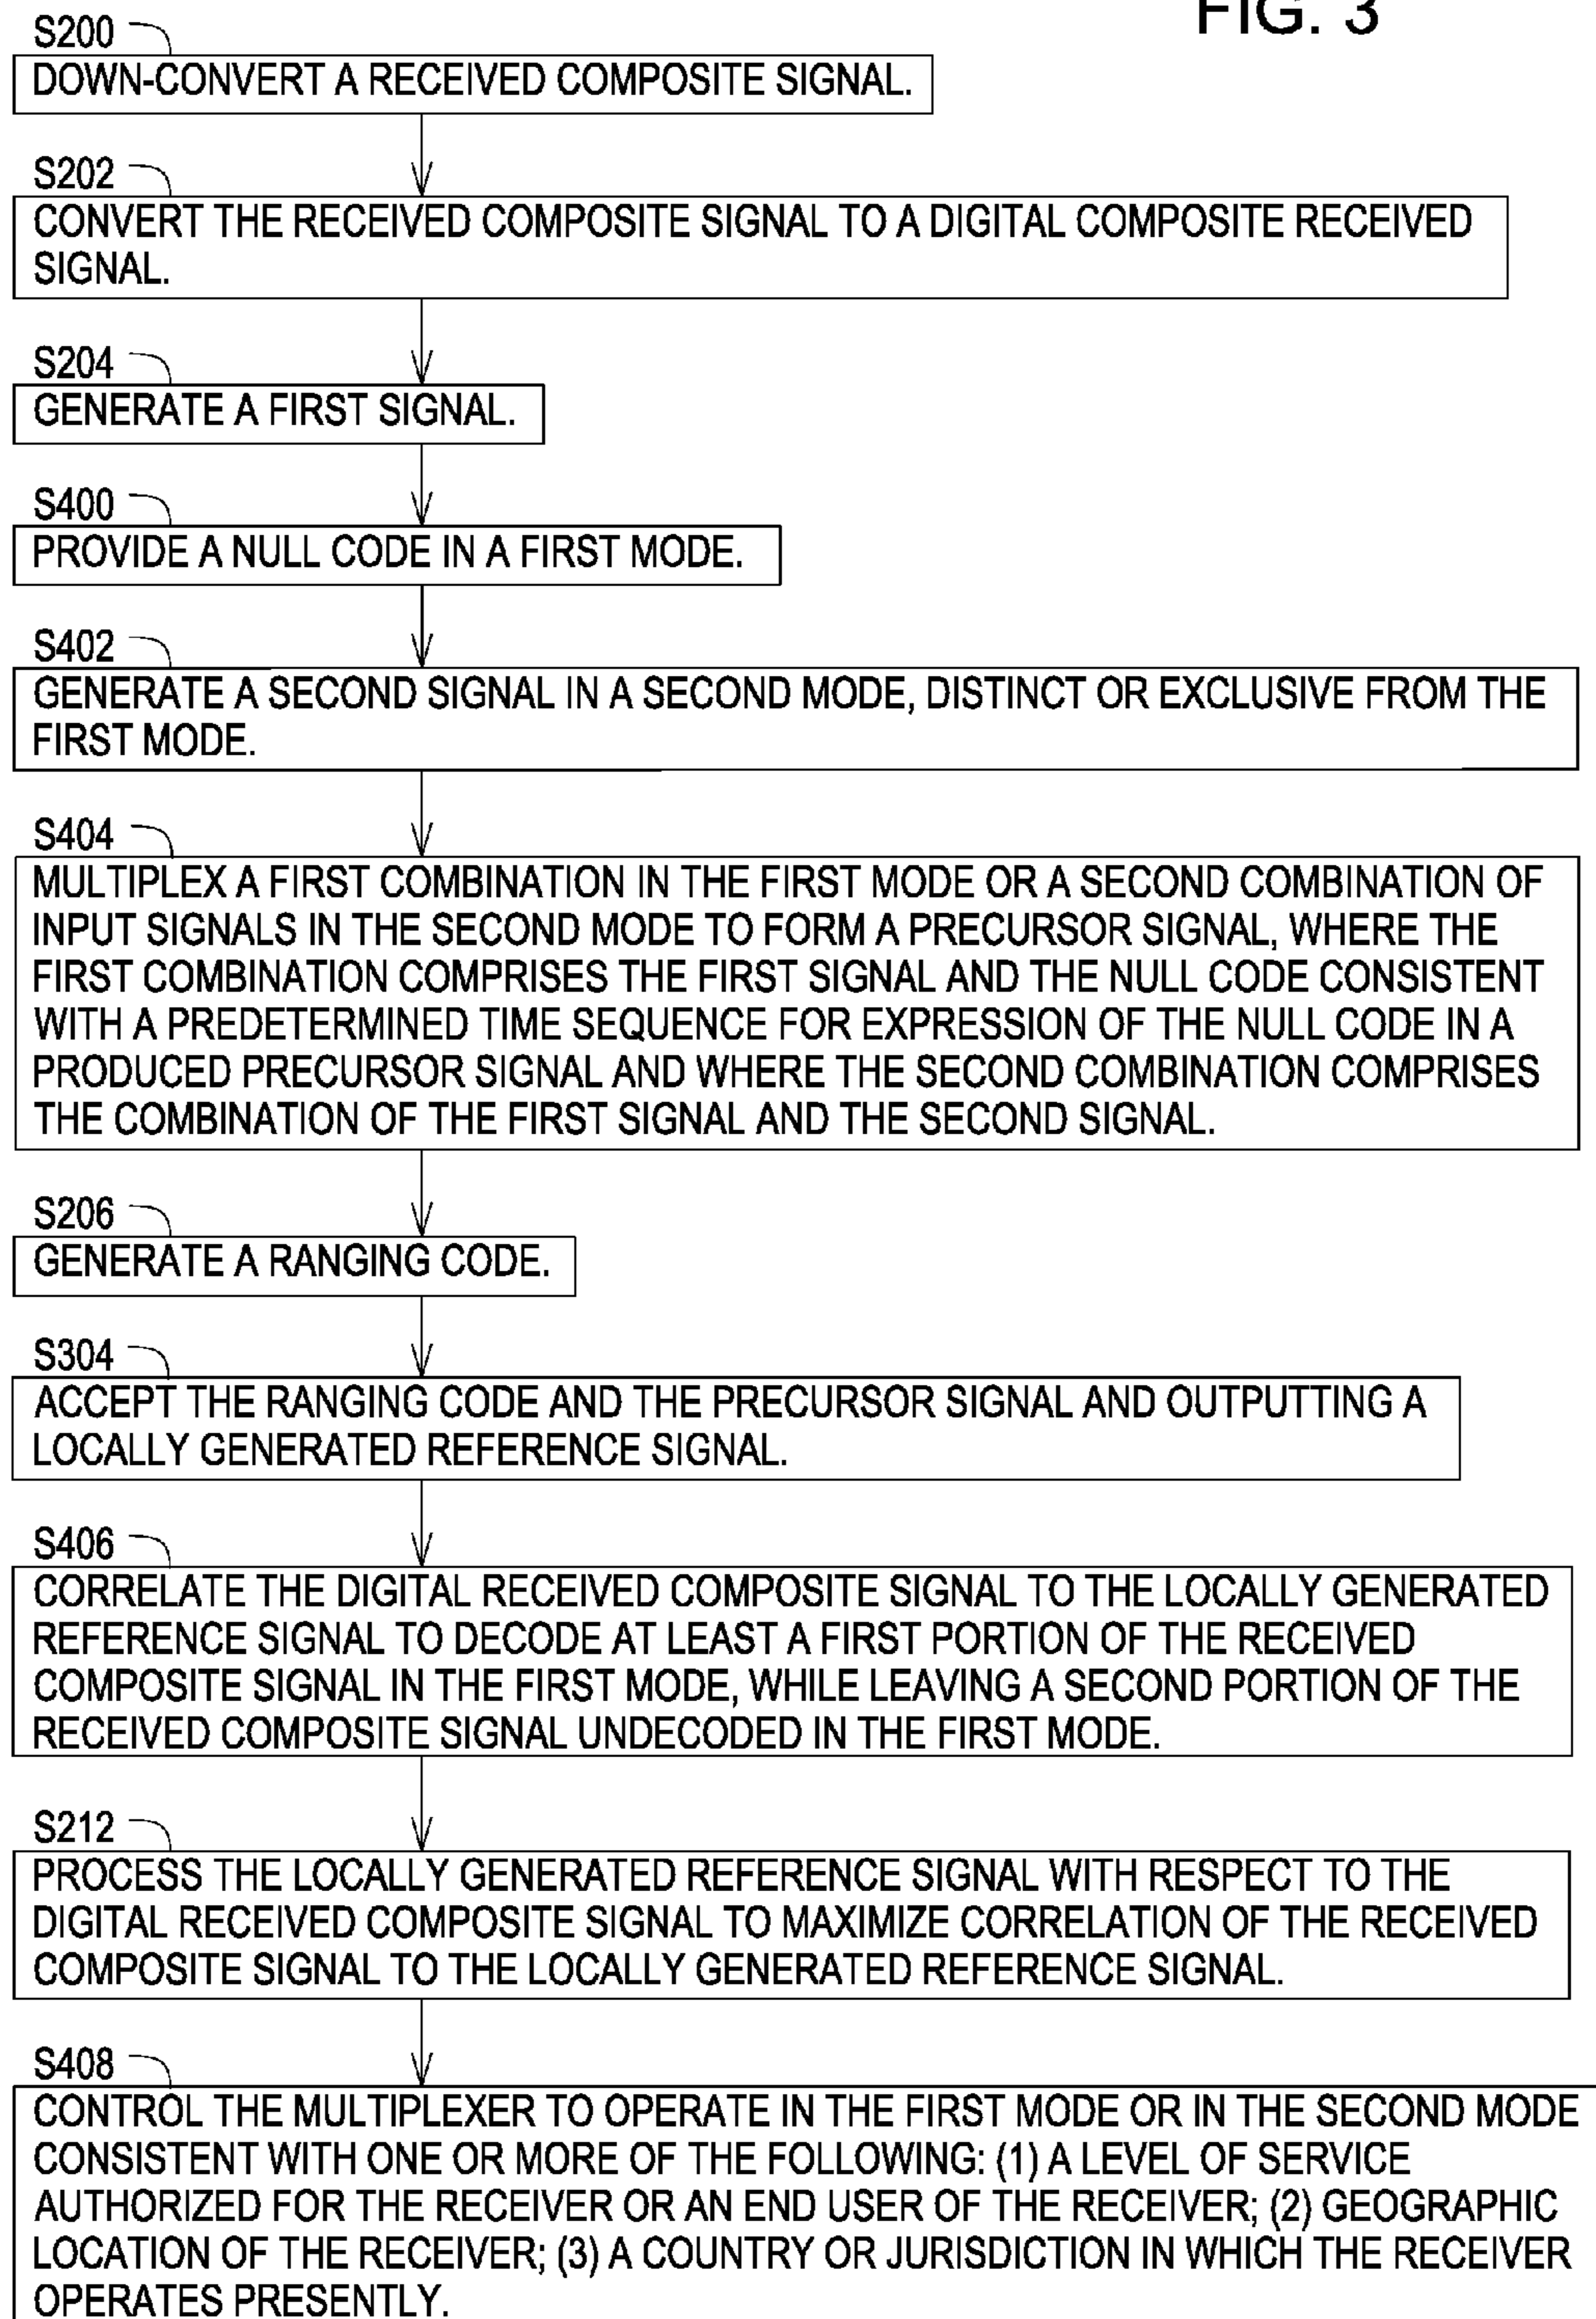 FIG. 3
S200
DOWN-CONVERT A RECEIVED COMPOSITE SIGNAL.
S202
CONVERT THE RECEIVED COMPOSITE SIGNAL TO A DIGITAL COMPOSITE RECEIVED
SIGNAL.
S204
GENERATE A FIRST SIGNAL.
S400
PROVIDE A NULL CODE IN A FIRST MODE.
S402
GENERATE A SECOND SIGNAL IN A SECOND MODE, DISTINCT OR EXCLUSIVE FROM THE
FIRST MODE.
S404
MULTIPLEX A FIRST COMBINATION IN THE FIRST MODE OR A SECOND COMBINATION OF
INPUT SIGNALS IN THE SECOND MODE TO FORM A PRECURSOR SIGNAL, WHERE THE
FIRST COMBINATION COMPRISES THE FIRST SIGNAL AND THE NULL CODE CONSISTENT
WITH A PREDETERMINED TIME SEQUENCE FOR EXPRESSION OF THE NULL CODE IN A
PRODUCED PRECURSOR SIGNAL AND WHERE THE SECOND COMBINATION COMPRISES
THE COMBINATION OF THE FIRST SIGNAL AND THE SECOND SIGNAL.
S206
GENERATE A RANGING CODE.
S304
ACCEPT THE RANGING CODE AND THE PRECURSOR SIGNAL AND OUTPUTTING A
LOCALLY GENERATED REFERENCE SIGNAL.
S406
CORRELATE THE DIGITAL RECEIVED COMPOSITE SIGNAL TO THE LOCALLY GENERATED
REFERENCE SIGNAL TO DECODE AT LEAST A FIRST PORTION OF THE RECEIVED
COMPOSITE SIGNAL IN THE FIRST MODE, WHILE LEAVING A SECOND PORTION OF THE
RECEIVED COMPOSITE SIGNAL UNDECODED IN THE FIRST MODE.
S212
PROCESS THE LOCALLY GENERATED REFERENCE SIGNAL WITH RESPECT TO THE
DIGITAL RECEIVED COMPOSITE SIGNAL TO MAXIMIZE CORRELATION OF THE RECEIVED
COMPOSITE SIGNAL TO THE LOCALLY GENERATED REFERENCE SIGNAL.
S408
CONTROL THE MULTIPLEXER TO OPERATE IN THE FIRST MODE OR IN THE SECOND MODE
CONSISTENT WITH ONE OR MORE OF THE FOLLOWING: (1) A LEVEL OF SERVICE
AUTHORIZED FOR THE RECEIVER OR AN END USER OF THE RECEIVER; (2) GEOGRAPHIC
LOCATION OF THE RECEIVER; (3) A COUNTRY OR JURISDICTION IN WHICH THE RECEIVER
OPERATES PRESENTLY.